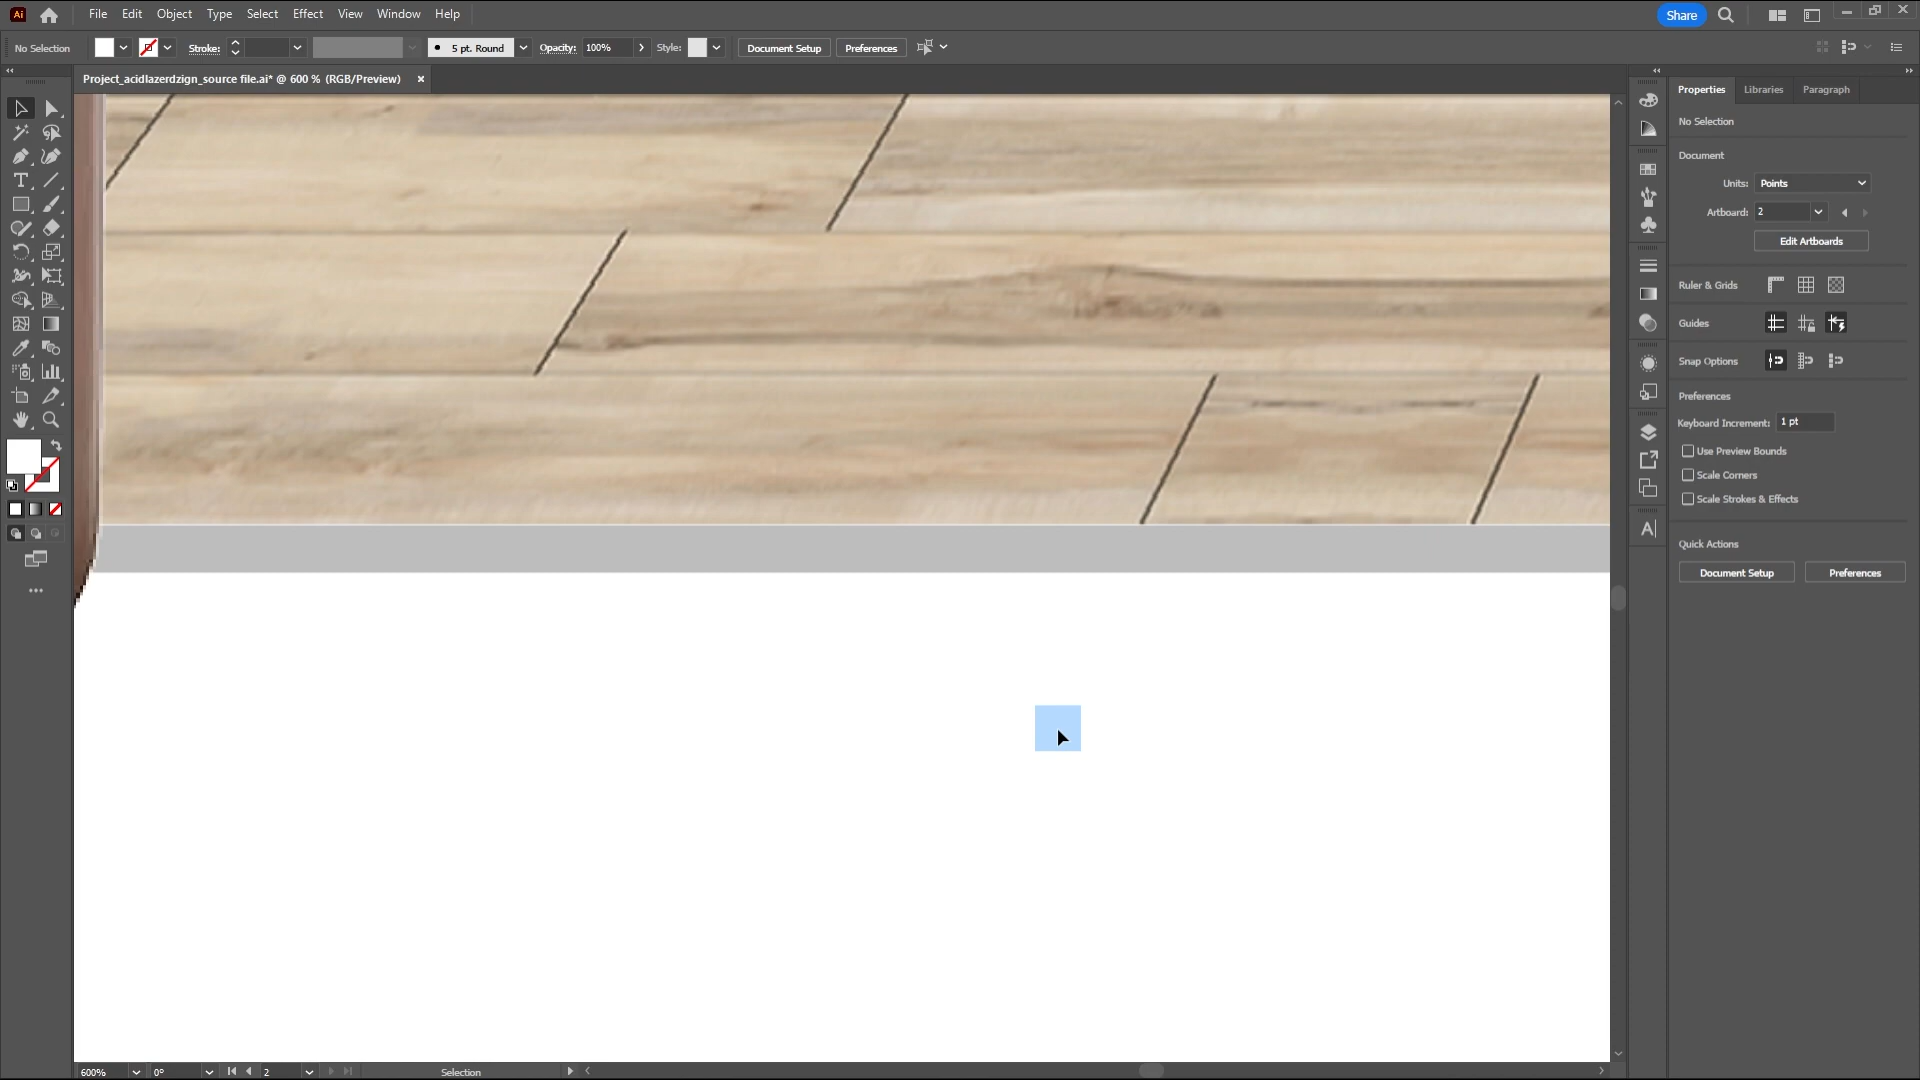 Ai File Edit Object Type Select Effect View Window Help Share
No Selection Stroke: 5 pt. Round Opacity: 100% Style: Document Setup Preferences
Project_acidlazerdzign_source file.ai* @ 600 % (RGB/Preview) ×
Properties Libraries Paragraph
No Selection
Document
Units: Points
Artboard: 2
Edit Artboards
Ruler & Grids
Guides
Snap Options
Preferences
Keyboard Increment: 1 pt
Use Preview Bounds
Scale Corners
Scale Strokes & Effects
Quick Actions
Document Setup Preferences
600% 0° 2 Selection